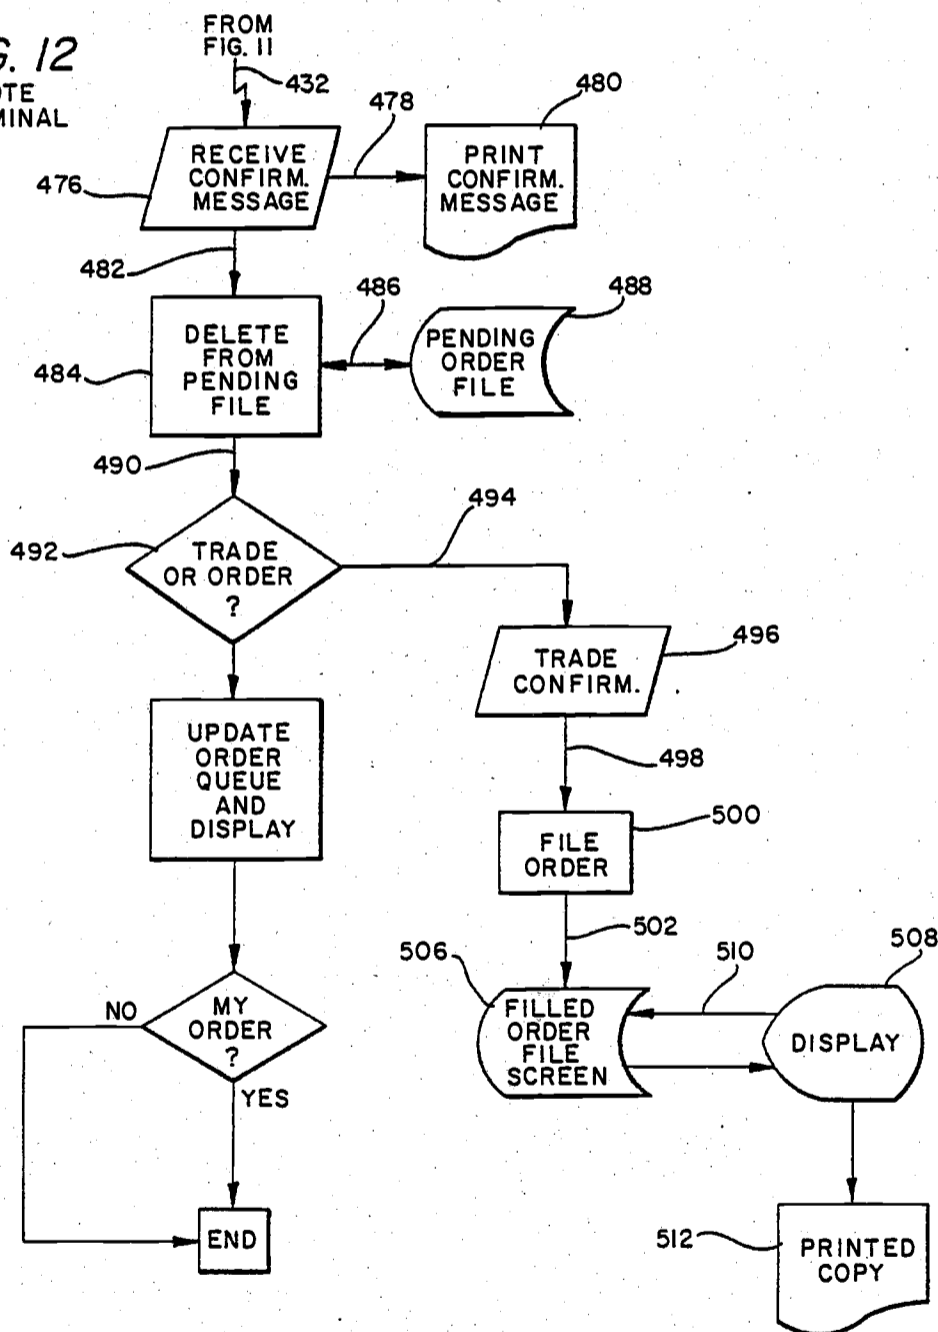 FROM
FIG. 11
G. 12
432
478
480
RECEIVE
CONFIRM.
MESSAGE
PRINT
CONFIRM.
MESSAGE
476
482
486
488
DELETE
FROM
PENDING
FILE
PENDING
ORDER
FILE
484
490
494
492
TRADE
OR ORDER
?
496
TRADE
CONFIRM.
UPDATE
ORDER
QUEUE
AND
DISPLAY
498
500
FILE
ORDER
502
506
510
508
NO
MY
ORDER
?
YES
FILLED
ORDER
FILE
SCREEN
DISPLAY
END
512
PRINTED
COPY